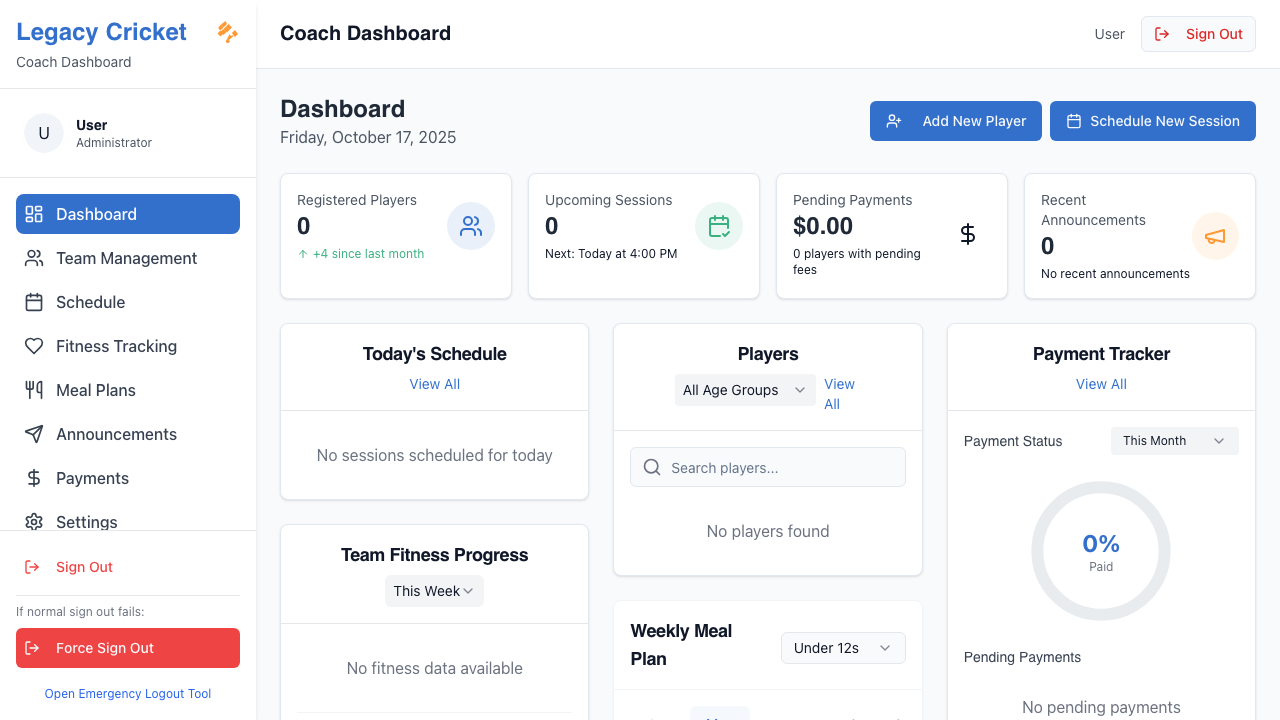 Legacy Cricket
Coach Dashboard
U
User
Administrator
Dashboard
Team Management
Schedule
Fitness Tracking
Meal Plans
Announcements
Payments
Settings
Sign Out
If normal sign out fails:
Force Sign Out
Open Emergency Logout Tool
Coach Dashboard
User
Sign Out
Dashboard
Friday, October 17, 2025
Add New Player
Schedule New Session
Registered Players
0
+4 since last month
Upcoming Sessions
0
Next: Today at 4:00 PM
Pending Payments
$0.00
0 players with pending
fees
Recent
Announcements
0
No recent announcements
Today's Schedule
View All
No sessions scheduled for today
Team Fitness Progress
This Week
No fitness data available
Players
All Age Groups
View
All
Search players...
No players found
Weekly Meal
Plan
Under 12s
Payment Tracker
View All
Payment Status
This Month
0%
Paid
Pending Payments
No pending payments